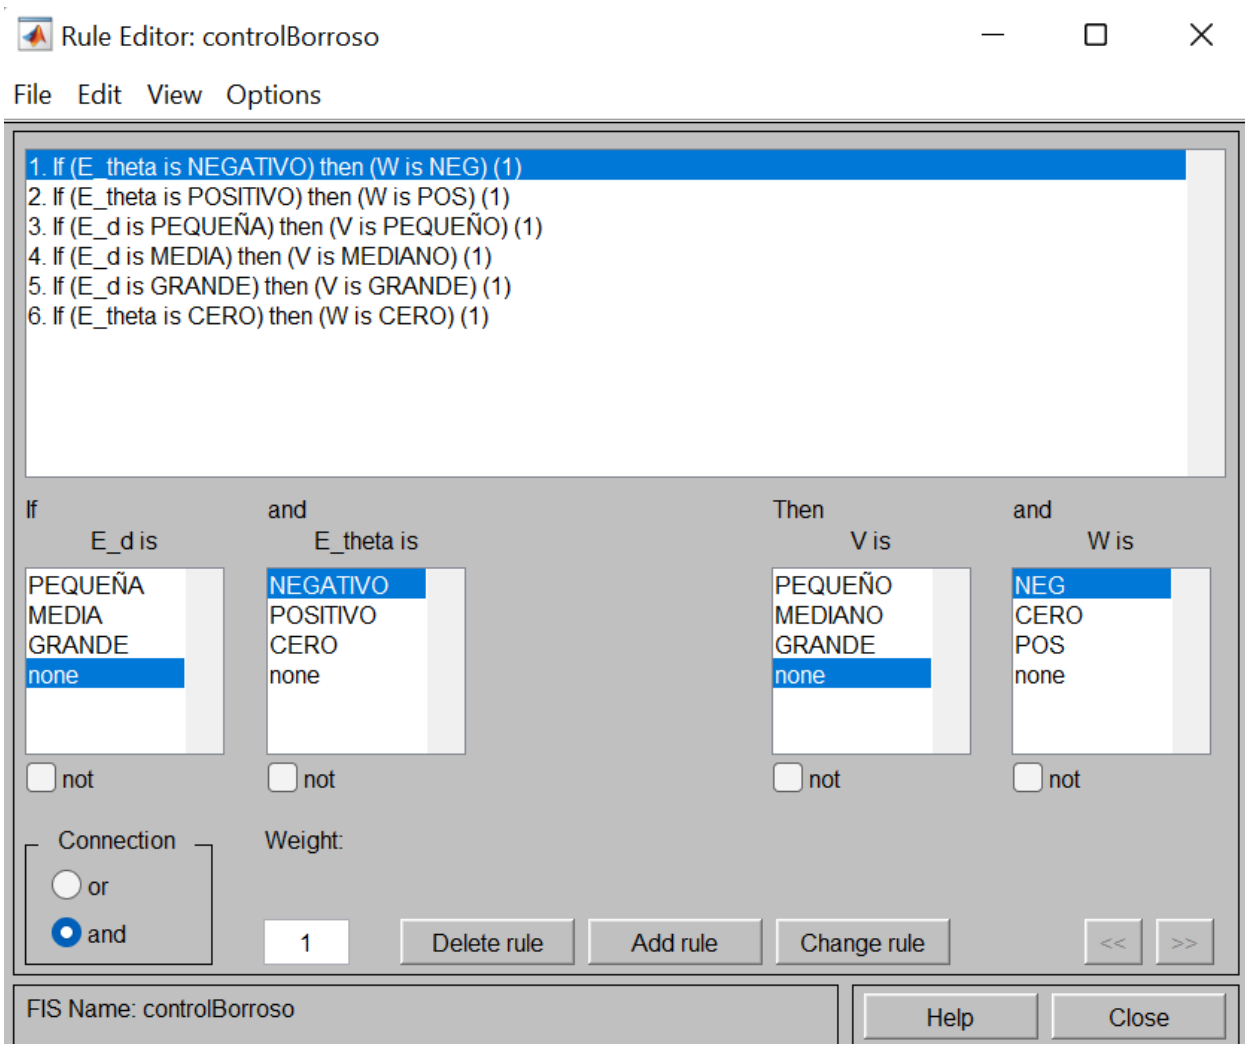 Rule Editor: controlBorroso
File Edit View Options
1. If (E_theta is NEGATIVO) then (W is NEG) (1)
2. If (E_theta is POSITIVO) then (W is POS) (1)
3. If (E_d is PEQUEÑA) then (V is PEQUEÑO) (1)
4. If (E_d is MEDIA) then (V is MEDIANO) (1)
5. If (E_d is GRANDE) then (V is GRANDE) (1)
6. If (E_theta is CERO) then (W is CERO) (1)
If and Then and
E_d is E_theta is V is W is
PEQUEÑA NEGATIVO PEQUEÑO NEG
MEDIA POSITIVO MEDIANO CERO
GRANDE CERO GRANDE POS
none none none none
not not not not
Connection Weight:
or
and 1 Delete rule Add rule Change rule << >>
FIS Name: controlBorroso Help Close